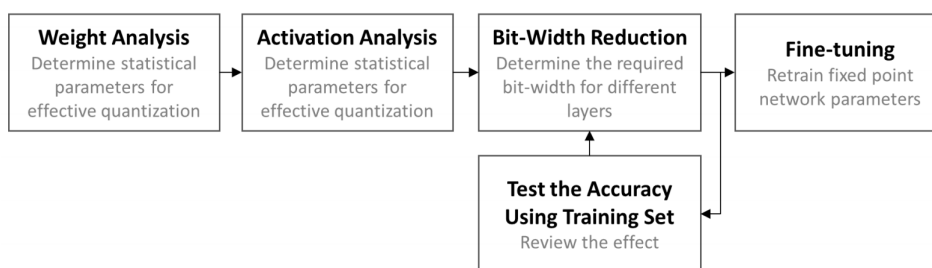 Weight Analysis
Determine statistical
parameters for
effective quantization
Activation Analysis
Determine statistical
parameters for
effective quantization
Bit-Width Reduction
Determine the required
bit-width for different
layers
Fine-tuning
Retrain fixed point
network parameters
Test the Accuracy
Using Training Set
Review the effect